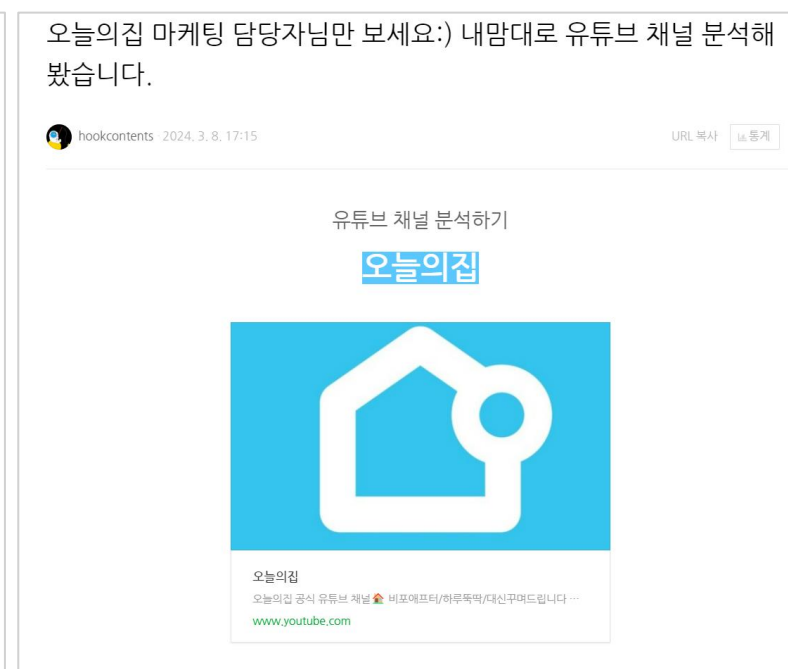 오늘의집 마케팅 담당자님만 보세요:) 내맘대로 유튜브 채널 분석해
봤습니다.
hookcontents 2024. 3. 8. 17:15 URL 복사 통계
유튜브 채널 분석하기
오늘의집
오늘의집
오늘의집 공식 유튜브 채널🏠 비포애프터/하루뚝딱/대신꾸며드립니다 …
www.youtube.com